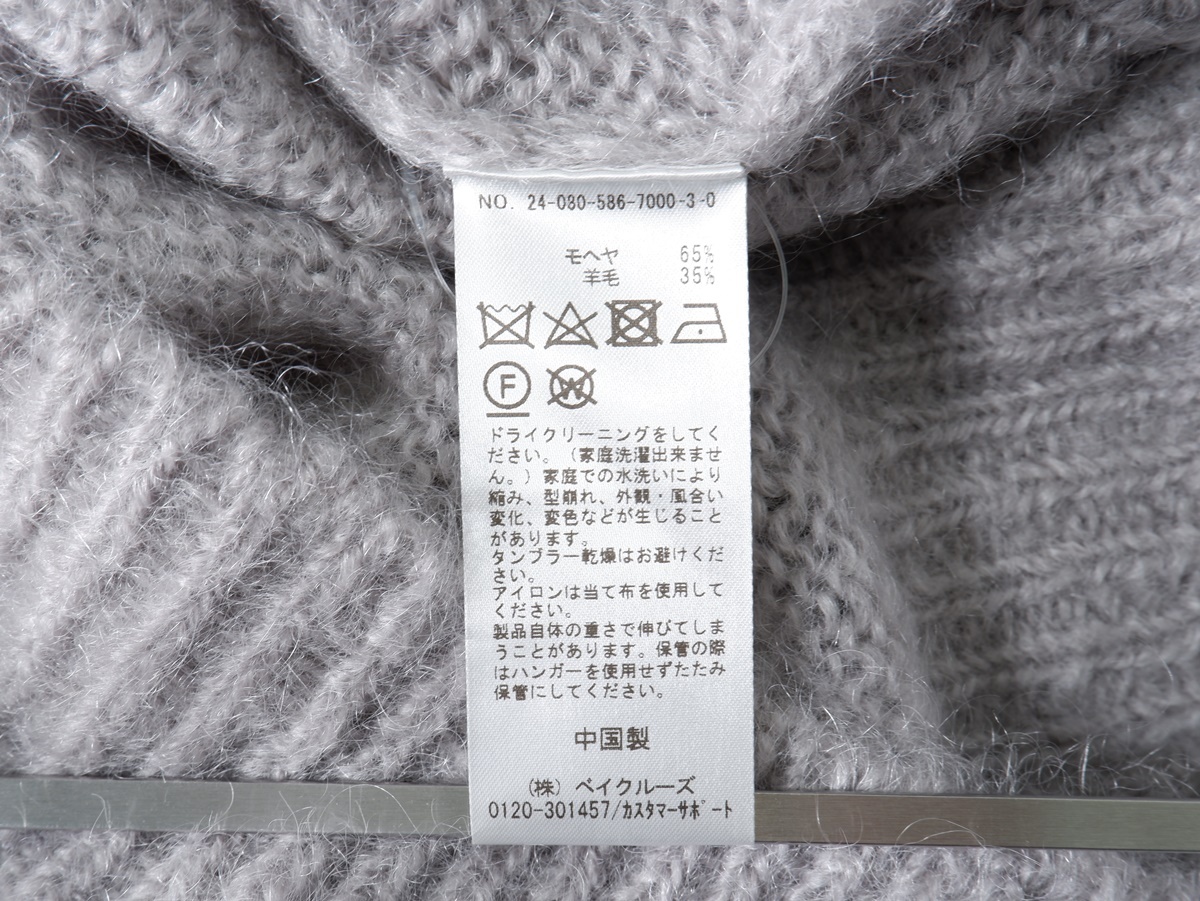 NO. 24-080-586-7000-3-0
モヘヤ 65%
羊毛 35%
F
W
ドライクリーニングをしてく
ださい。（家庭洗濯出来ませ
ん。）家庭での水洗いにより
縮み、型崩れ、外観・風合い
変化、変色などが生じること
があります。
タンブラー乾燥はお避けくだ
さい。
アイロンは当て布を使用して
ください。
製品自体の重さで伸びてしま
うことがあります。保管の際
はハンガーを使用せずたたみ
保管にしてください。
中国製
（株）ベイクルーズ
0120-301457/ｶｽﾀﾏｰｻﾎﾟｰﾄ